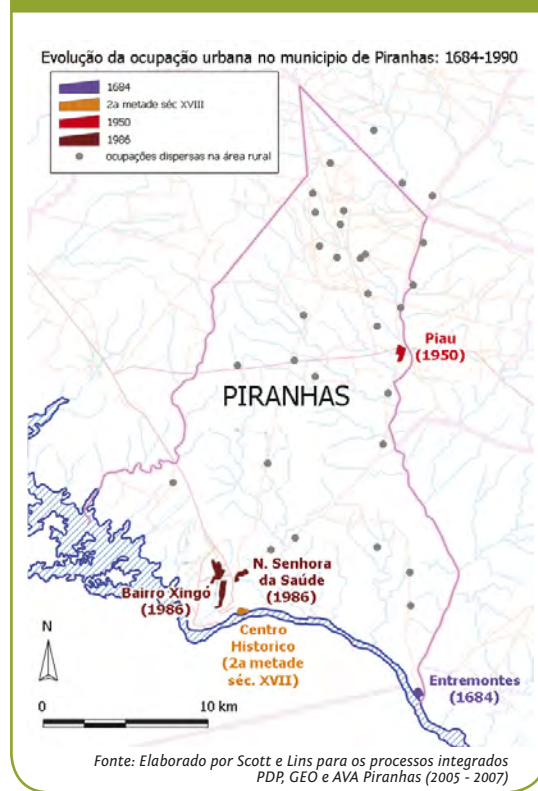 Evolução da ocupação urbana no municipio de Piranhas: 1684-1990
1684
2a metade séc XVIII
1950
1986
ocupações dispersas na área rural
Piau
(1950)
PIRANHAS
N. Senhora
da Saúde
(1986)
Bairro Xingó
(1986)
Centro
Historico
(2a metade
séc. XVII)
Entremontes
(1684)
N
0 10 km
Fonte: Elaborado por Scott e Lins para os processos integrados
PDP, GEO e AVA Piranhas (2005 - 2007)